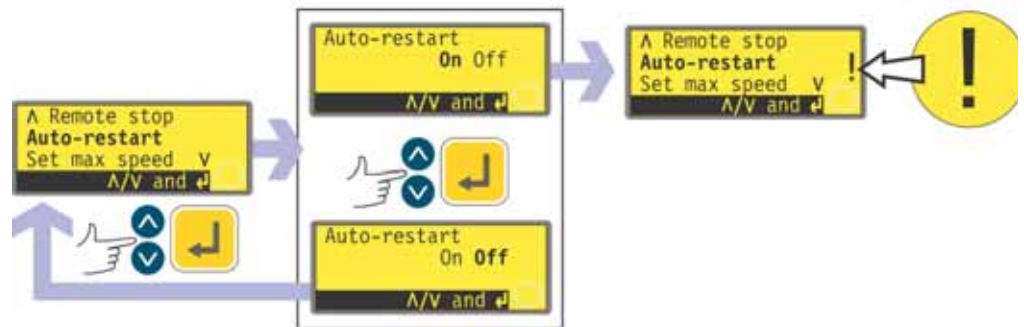 Λ Remote stop
Auto-restart
Set max speed V
Λ/V and ↲
Auto-restart
On Off
Λ/V and ↲
Auto-restart
On Off
Λ/V and ↲
Λ Remote stop
Auto-restart !
Set max speed V
Λ/V and ↲
!